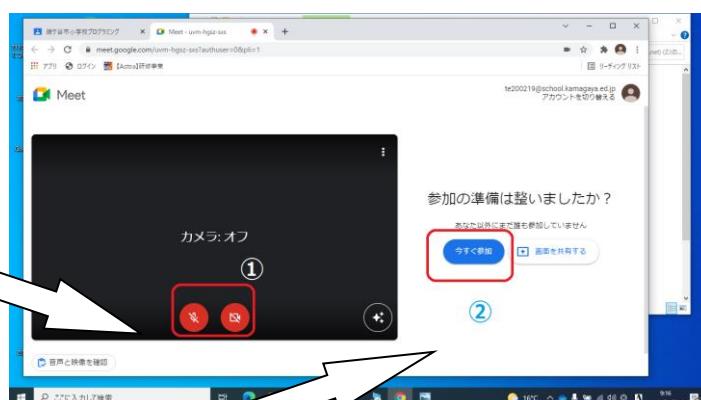 鎌ケ谷市小学校プログラミング
Meet - uvm-hgsz-sxs
meet.google.com/uvm-hgsz-sxs?authuser=0&pli=1
アプリ
ログイン
リーディング リスト
Meet
te200219@school.kamagaya.ed.jp
アカウントを切り替える
カメラ: オフ
①
参加の準備は整いましたか？
あなた以外にまだ誰も参加していません
今すぐ参加
画面を共有する
②
音声と映像を確認
ここに入力して検索
16°C
9:16